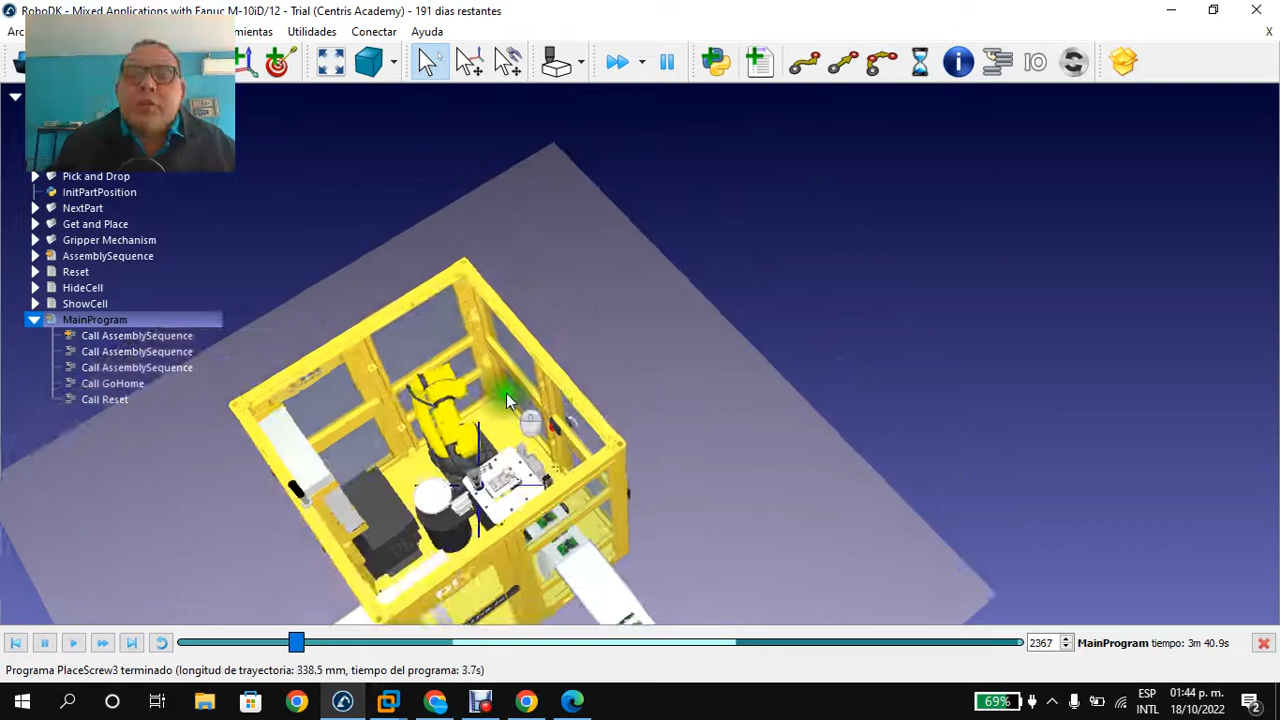 RoboDK - Mixed Applications with Fanuc M-10iD/12 - Trial (Centris Academy) - 191 dias restantes
Utilidades Conectar Ayuda
X
Pick and Drop
InitPartPosition
NextPart
Get and Place
Gripper Mechanism
AssemblySequence
Reset
HideCell
ShowCell
MainProgram
Call AssemblySequence
Call AssemblySequence
Call AssemblySequence
Call GoHome
Call Reset
2367 MainProgram tiempo: 3m 40.9s
Programa PlaceScrew3 terminado (longitud de trayectoria: 338.5 mm, tiempo del programa: 3.7s)
69% ESP INTL 01:44 p. m. 18/10/2022 2